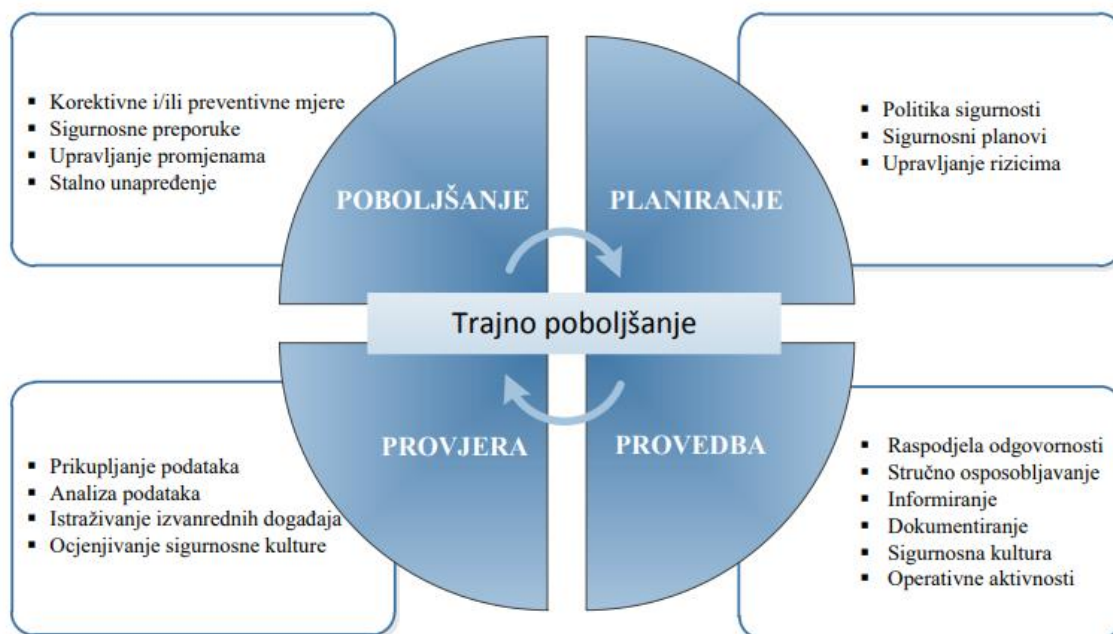 ▪ Korektivne i/ili preventivne mjere
▪ Sigurnosne preporuke
▪ Upravljanje promjenama
▪ Stalno unapređenje
▪ Politika sigurnosti
▪ Sigurnosni planovi
▪ Upravljanje rizicima
POBOLJŠANJE
PLANIRANJE
Trajno poboljšanje
PROVJERA
PROVEDBA
▪ Prikupljanje podataka
▪ Analiza podataka
▪ Istraživanje izvanrednih događaja
▪ Ocjenjivanje sigurnosne kulture
▪ Raspodjela odgovornosti
▪ Stručno osposobljavanje
▪ Informiranje
▪ Dokumentiranje
▪ Sigurnosna kultura
▪ Operativne aktivnosti